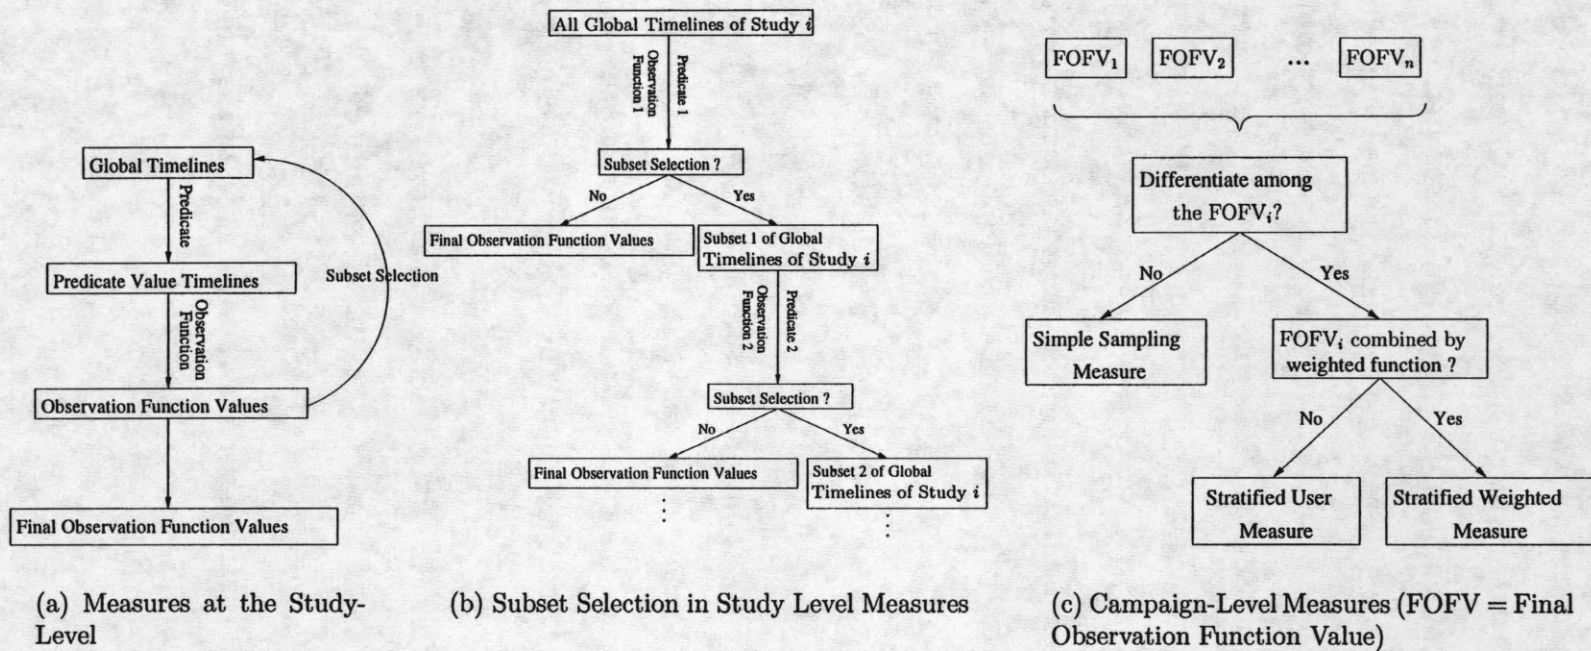 Global Timelines
Predicate
Predicate Value Timelines
Observation
Function
Subset Selection
Observation Function Values
Final Observation Function Values
(a) Measures at the Study-
Level
All Global Timelines of Study i
Predicate 1
Observation
Function 1
Subset Selection ?
No
Yes
Final Observation Function Values
Subset 1 of Global
Timelines of Study i
Predicate 2
Observation
Function 2
Subset Selection ?
No
Yes
Final Observation Function Values
Subset 2 of Global
Timelines of Study i
(b) Subset Selection in Study Level Measures
FOFV₁ FOFV₂ ... FOFVₙ
Differentiate among
the FOFVᵢ?
No
Yes
Simple Sampling
Measure
FOFVᵢ combined by
weighted function ?
No
Yes
Stratified User
Measure
Stratified Weighted
Measure
(c) Campaign-Level Measures (FOFV = Final
Observation Function Value)